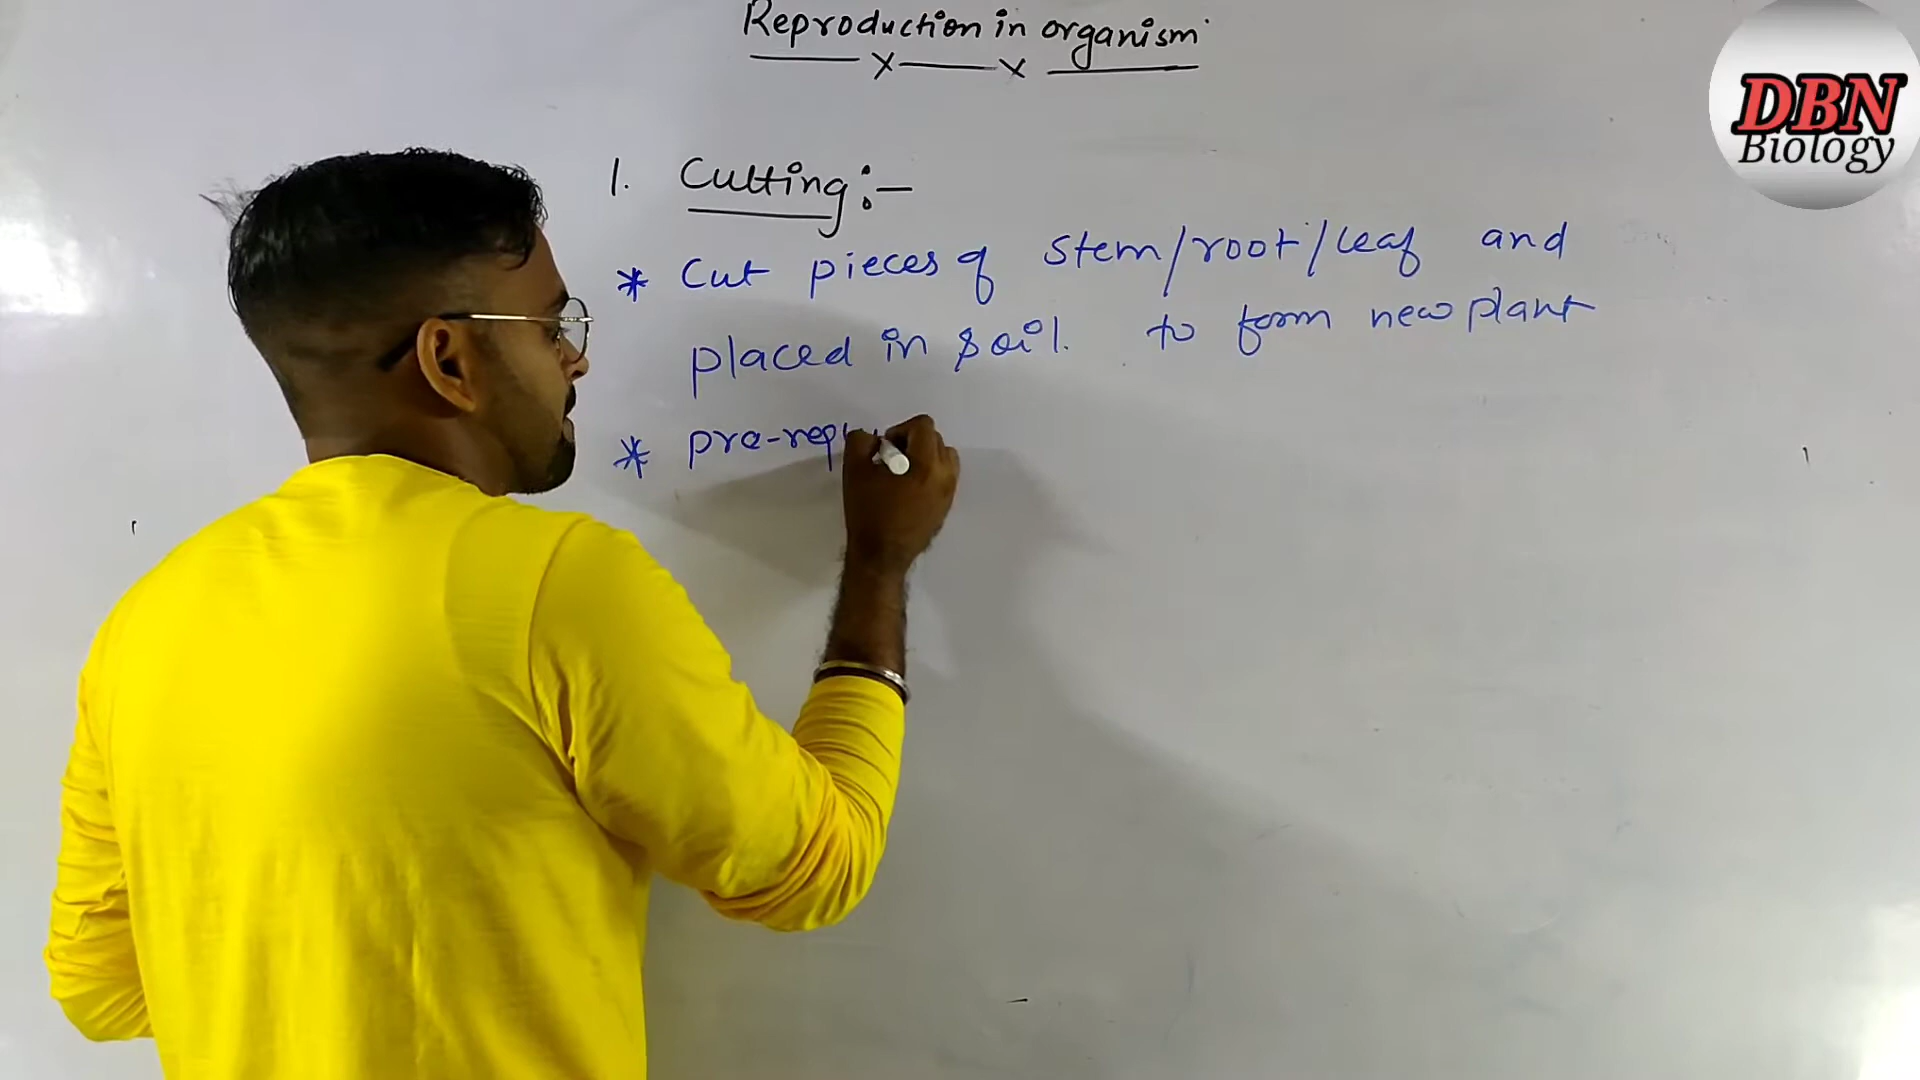 Reproduction in organism
DBN
Biology
1. Cutting:-
* Cut pieces of stem/root/leaf and
placed in soil. to form new plant
* pre-requ